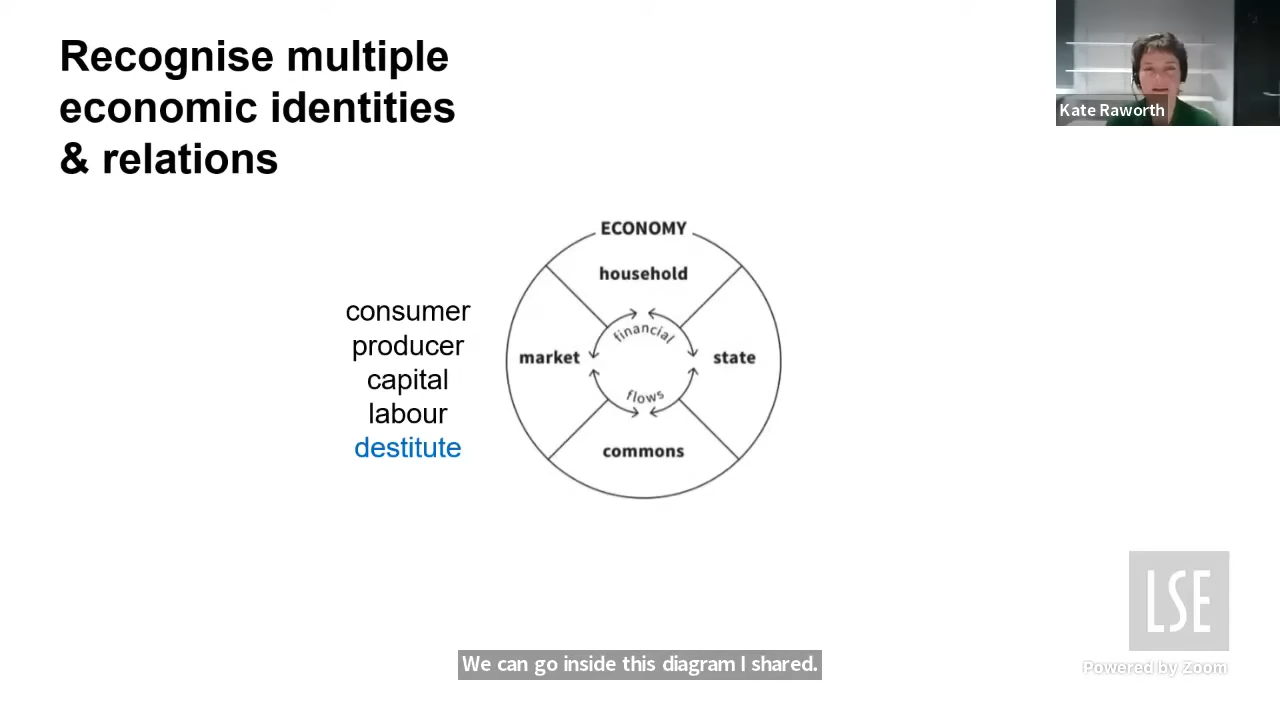 Recognise multiple
economic identities
& relations
Kate Raworth
ECONOMY
household
consumer
producer
capital
labour
destitute
market
financial
state
flows
commons
LSE
We can go inside this diagram I shared.
Powered by Zoom